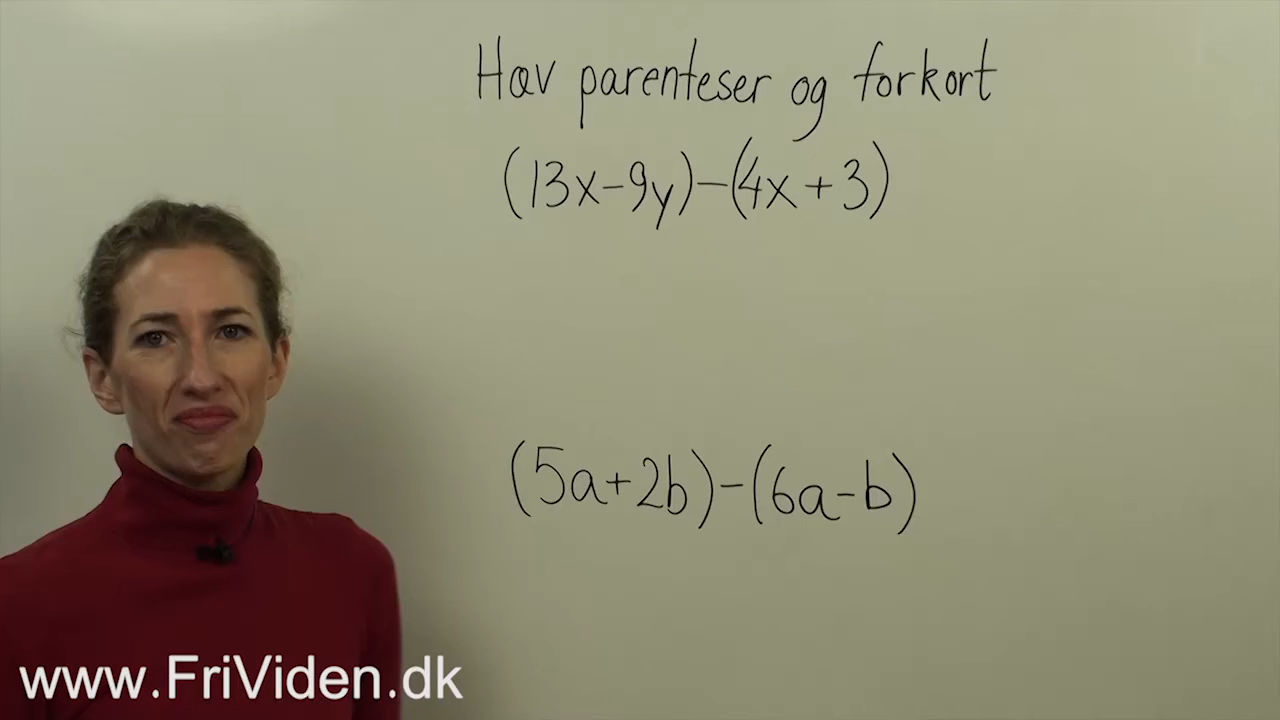 Hæv parenteser og forkort
(13x-9y)-(4x+3)
(5a+2b)-(6a-b)
www.FriViden.dk